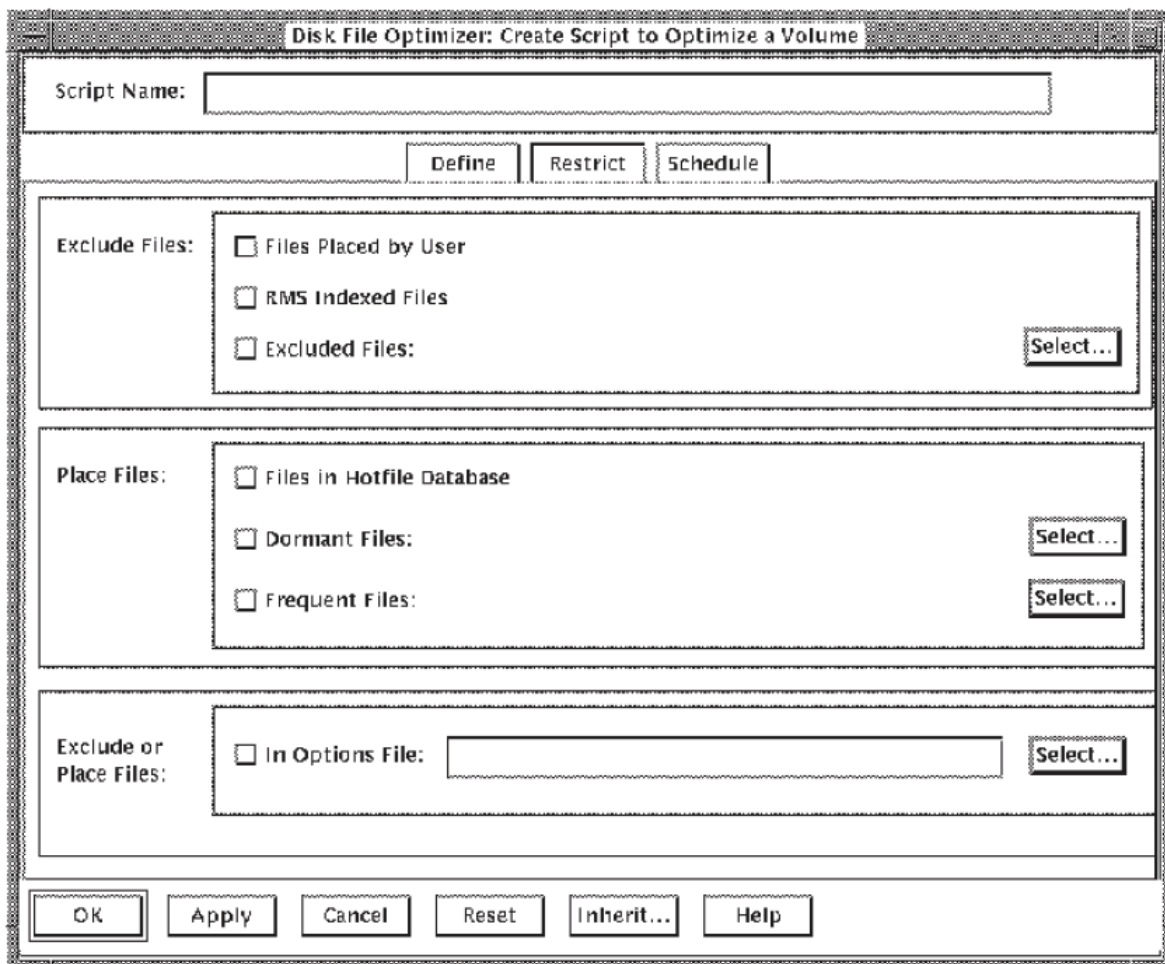 Disk File Optimizer: Create Script to Optimize a Volume
Script Name:
Define Restrict Schedule
Exclude Files:
Files Placed by User
RMS Indexed Files
Excluded Files: Select...
Place Files:
Files in Hotfile Database
Dormant Files: Select...
Frequent Files: Select...
Exclude or
Place Files:
In Options File: Select...
OK Apply Cancel Reset Inherit... Help